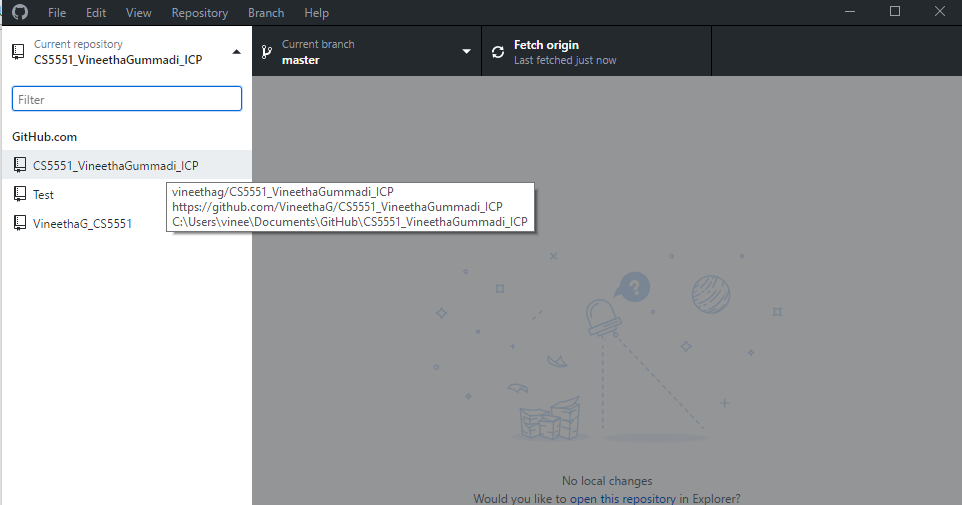 File Edit View Repository Branch Help
Current repository
CS5551_VineethaGummadi_ICP
Current branch
master
Fetch origin
Last fetched just now
Filter
GitHub.com
CS5551_VineethaGummadi_ICP
Test
VineethaG_CS5551
vineethag/CS5551_VineethaGummadi_ICP
https://github.com/VineethaG/CS5551_VineethaGummadi_ICP
C:\Users\vinee\Documents\GitHub\CS5551_VineethaGummadi_ICP
?
No local changes
Would you like to open this repository in Explorer?